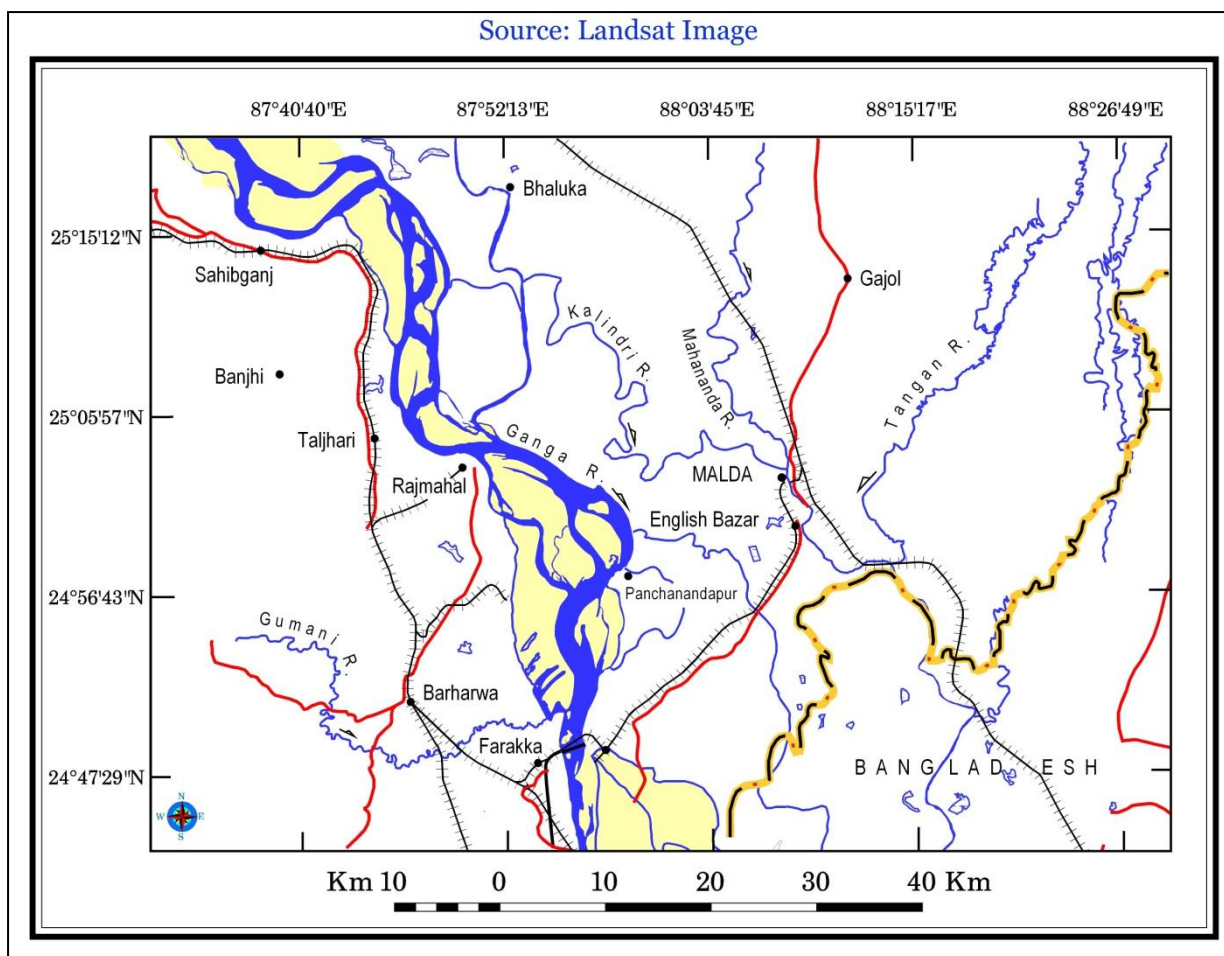 Source: Landsat Image
87°40'40"E 87°52'13"E 88°03'45"E 88°15'17"E 88°26'49"E
Bhaluka
25°15'12"N
Sahibganj
Gajol
Kalindri R.
Mahananda R.
Tangan R.
Banjhi
25°05'57"N
Taljhari
Ganga R.
Rajmahal
MALDA
English Bazar
Panchanandapur
24°56'43"N
Gumani R.
Barharwa
Farakka
24°47'29"N
BANGLADESH
N
W E
S
Km 10 0 10 20 30 40 Km